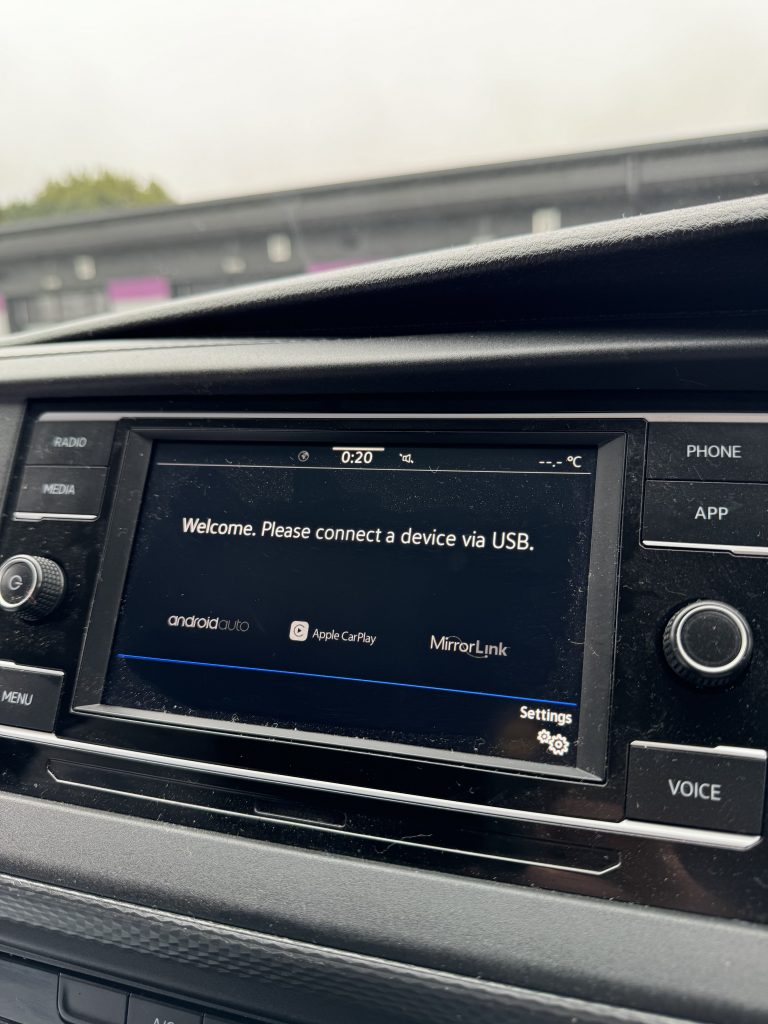 RADIO
MEDIA
MENU
0:20
--.- °C
Welcome. Please connect a device via USB.
androidauto
Apple CarPlay
MirrorLink
Settings
PHONE
APP
VOICE